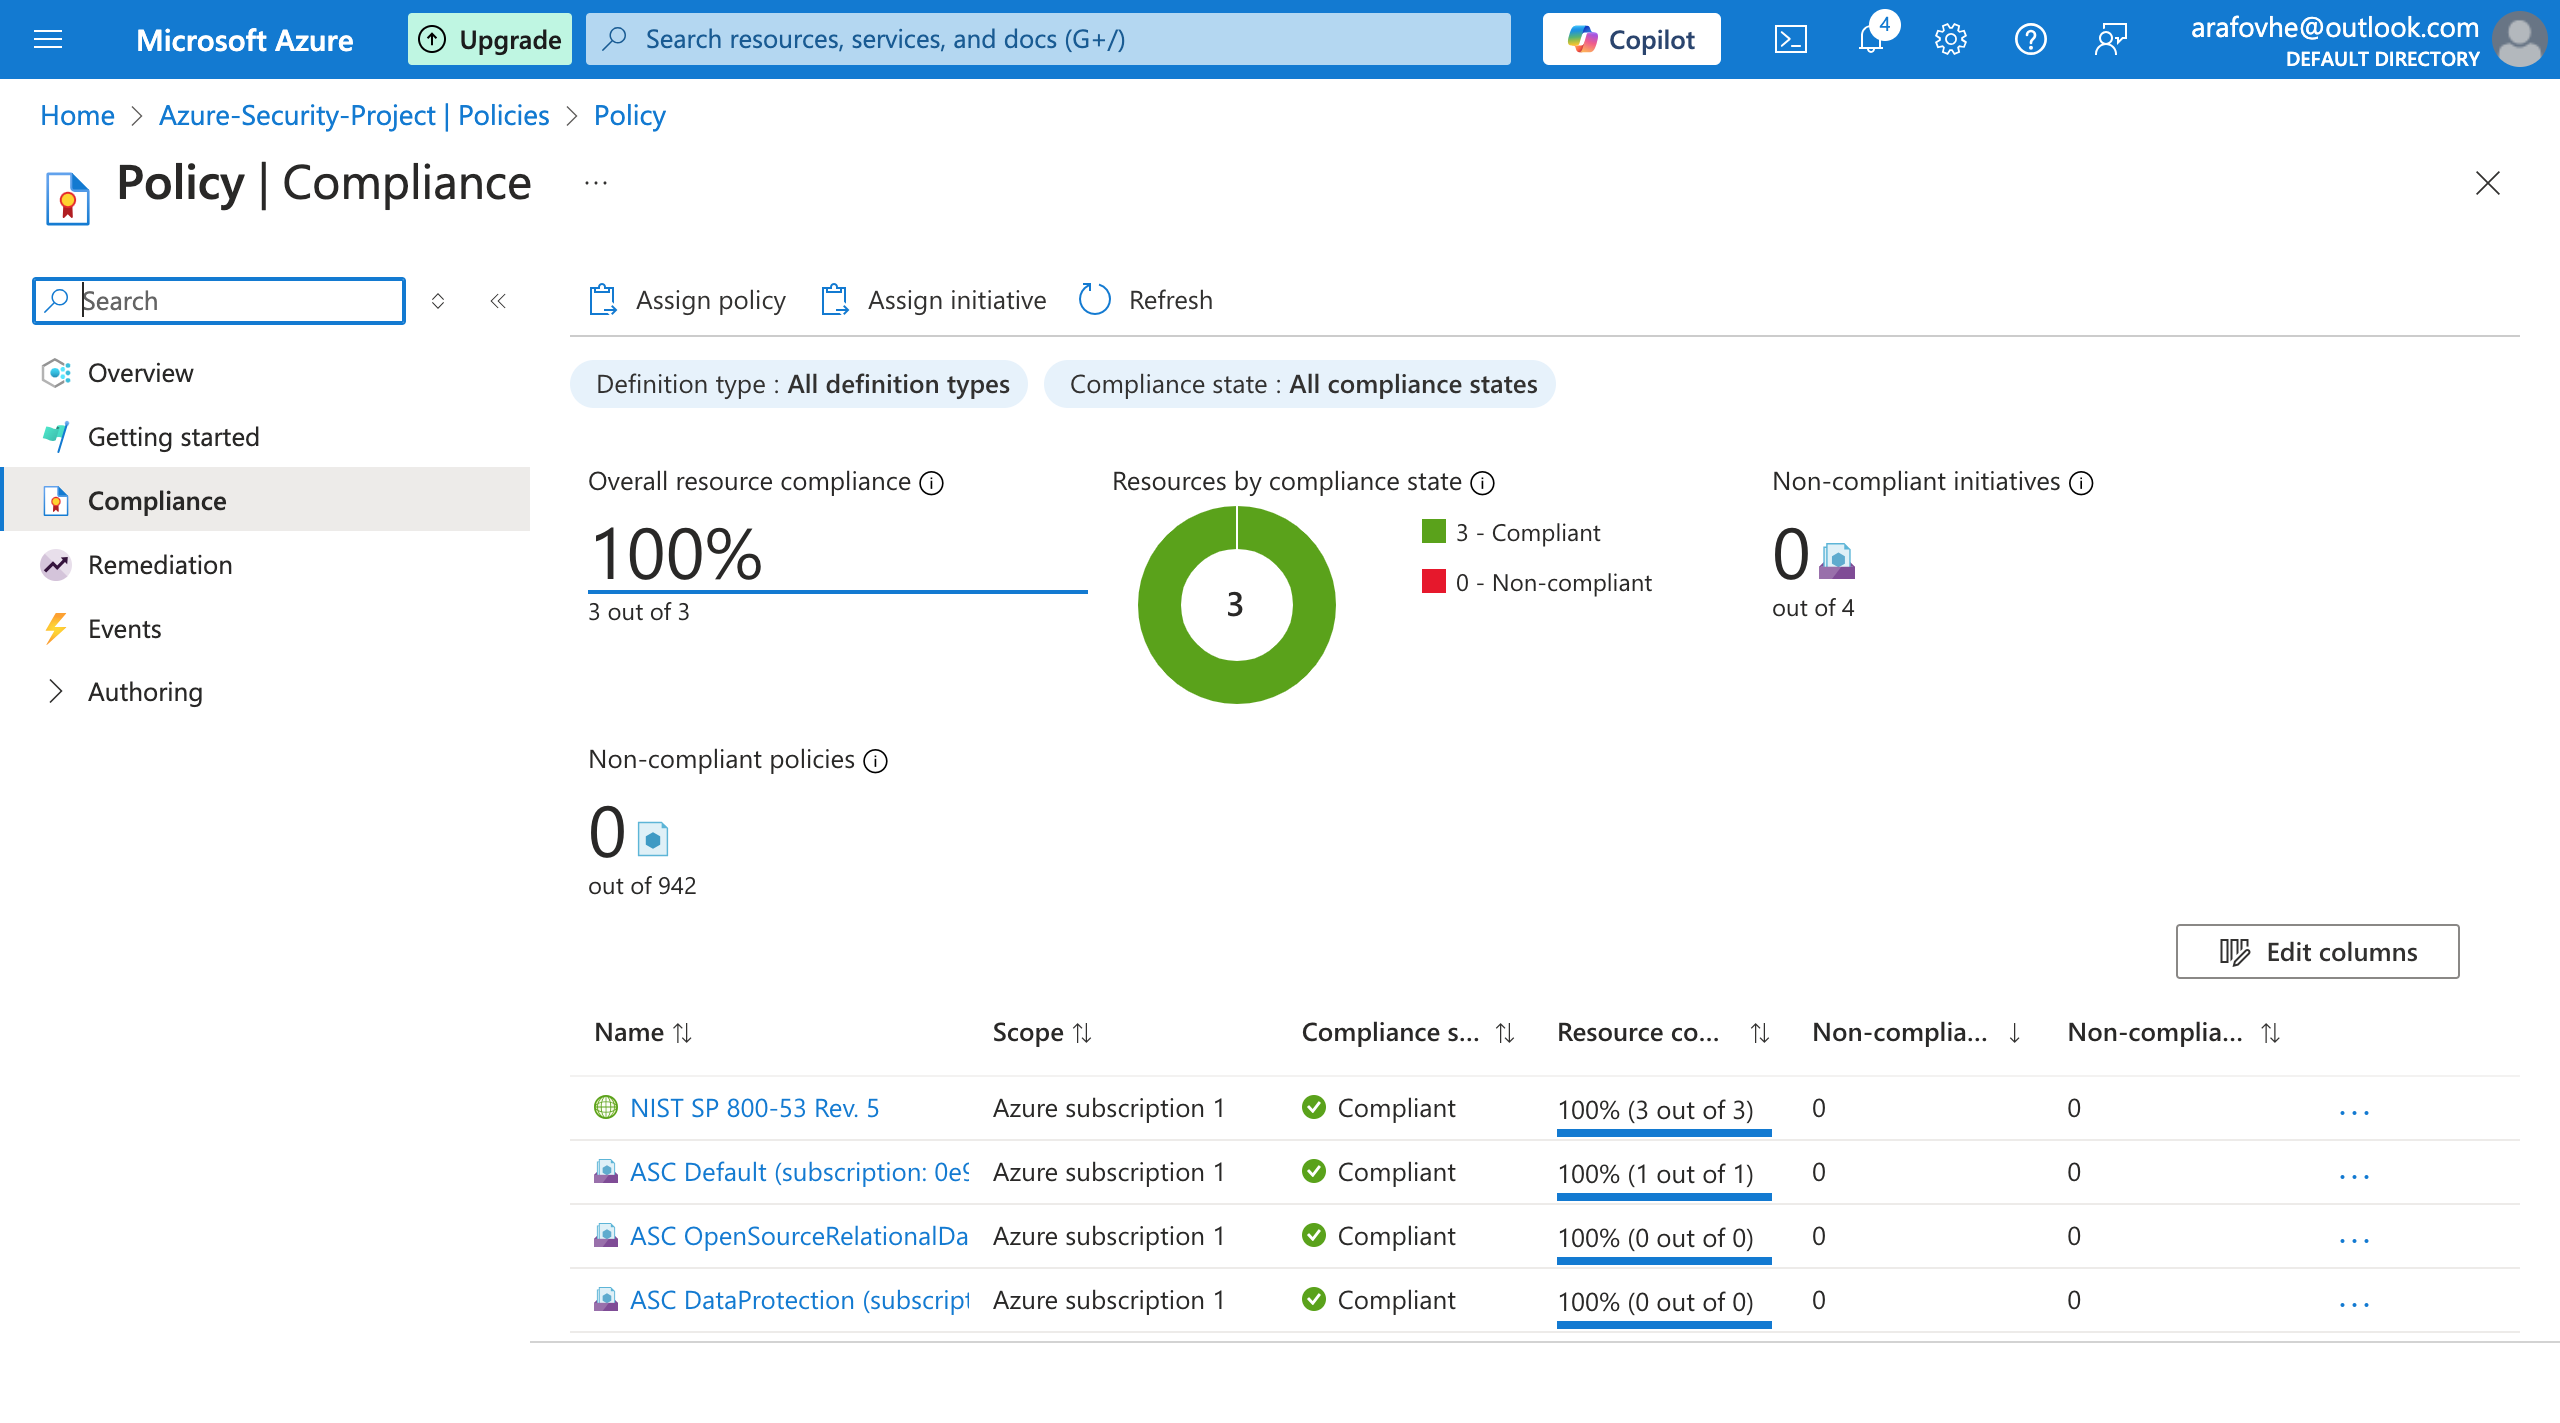 Microsoft Azure
Upgrade
Search resources, services, and docs (G+/)
Copilot
4
arafovhe@outlook.com
DEFAULT DIRECTORY
Home > Azure-Security-Project | Policies > Policy
Policy | Compliance ...
Search
Overview
Getting started
Compliance
Remediation
Events
Authoring
Assign policy
Assign initiative
Refresh
Definition type : All definition types
Compliance state : All compliance states
Overall resource compliance
100%
3 out of 3
Resources by compliance state
3
3 - Compliant
0 - Non-compliant
Non-compliant initiatives
0
out of 4
Non-compliant policies
0
out of 942
Edit columns
Name Scope Compliance s... Resource co... Non-complia... Non-complia...
NIST SP 800-53 Rev. 5 Azure subscription 1 Compliant 100% (3 out of 3) 0 0 ...
ASC Default (subscription: 0e9 Azure subscription 1 Compliant 100% (1 out of 1) 0 0 ...
ASC OpenSourceRelationalDa Azure subscription 1 Compliant 100% (0 out of 0) 0 0 ...
ASC DataProtection (subscript Azure subscription 1 Compliant 100% (0 out of 0) 0 0 ...